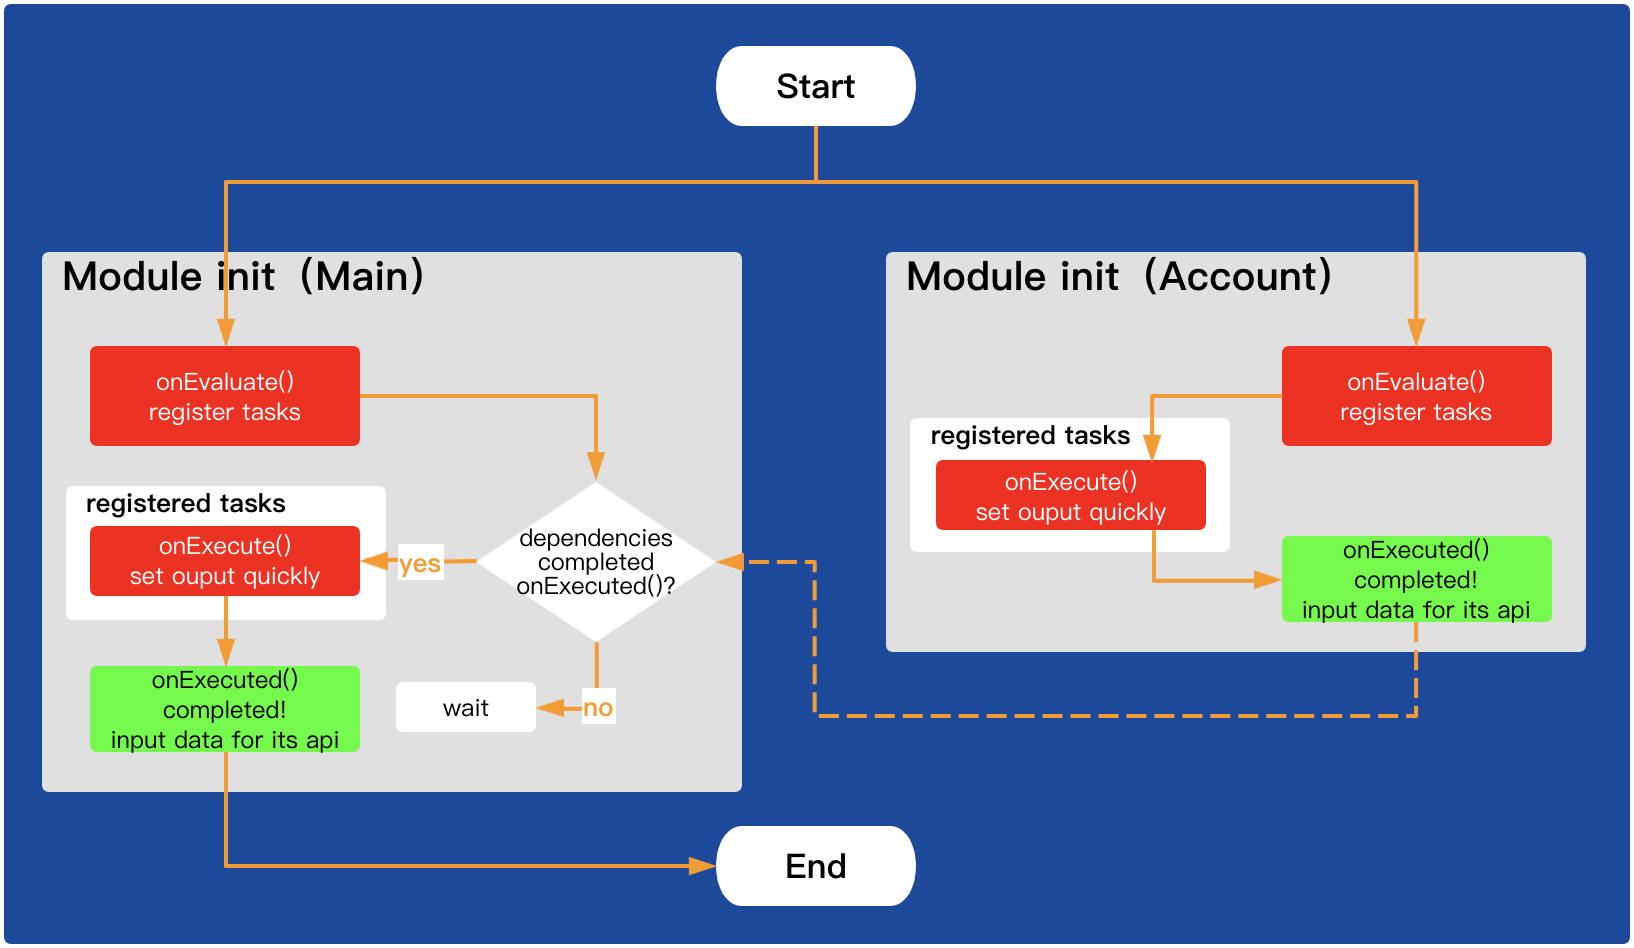 Start
Module init（Main）
onEvaluate()
register tasks
registered tasks
onExecute()
set ouput quickly
yes
dependencies
completed
onExecuted()?
no
wait
onExecuted()
completed!
input data for its api
Module init（Account）
onEvaluate()
register tasks
registered tasks
onExecute()
set ouput quickly
onExecuted()
completed!
input data for its api
End